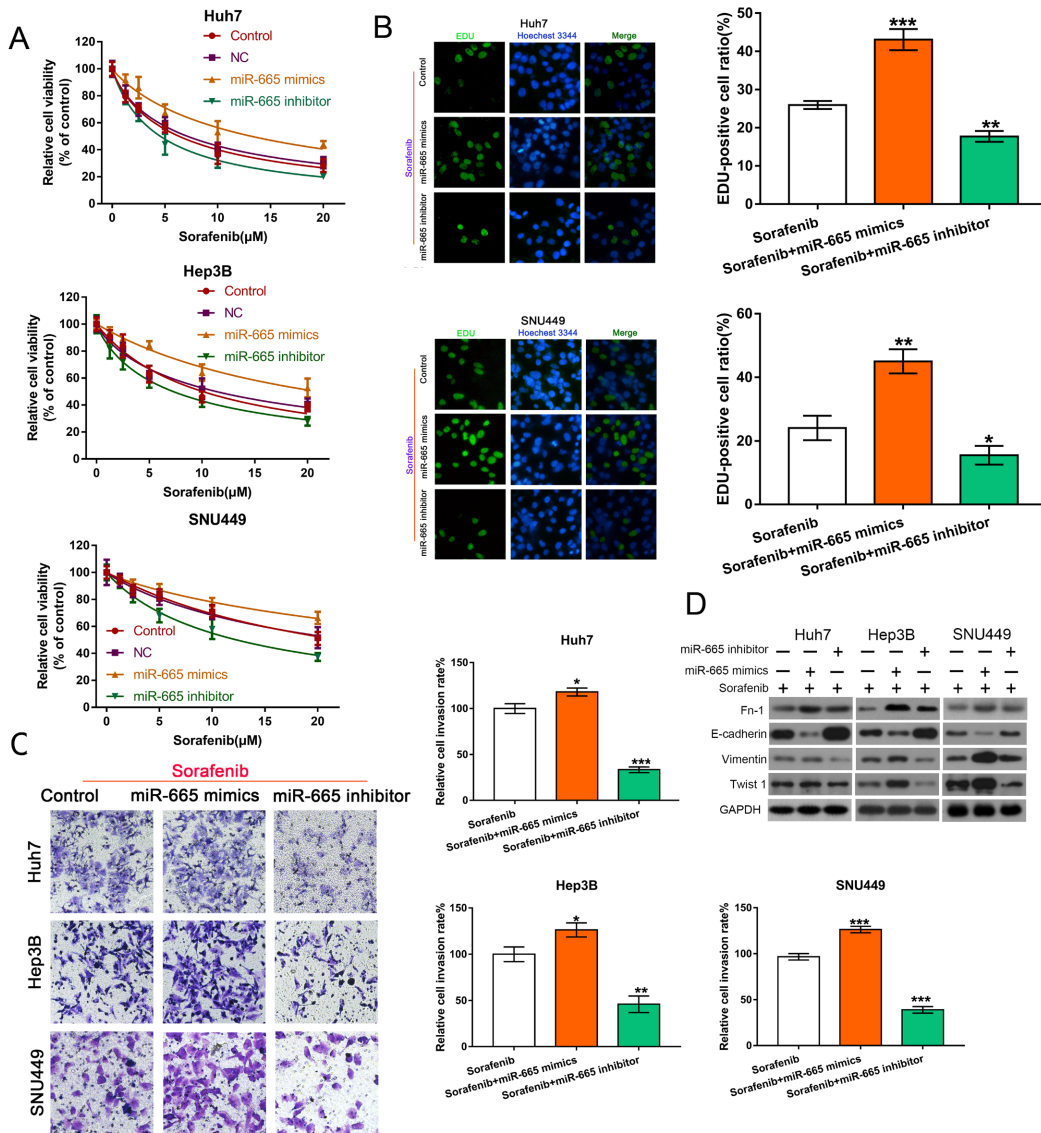 A
Huh7
Control
NC
miR-665 mimics
miR-665 inhibitor
Relative cell viability
(% of control)
120
100
80
60
40
20
0
0
5
10
15
20
Sorafenib(μM)
Hep3B
Control
NC
miR-665 mimics
miR-665 inhibitor
Relative cell viability
(% of control)
120
100
80
60
40
20
0
0
5
10
15
20
Sorafenib(μM)
SNU449
Relative cell viability
(% of control)
120
100
80
60
40
20
0
Control
NC
miR-665 mimics
miR-665 inhibitor
0
5
10
15
20
Sorafenib(μM)
B
Huh7
EDU
Hoechest 3344
Merge
Sorafenib
Control
miR-665 mimics
miR-665 inhibitor
EDU-positive cell ratio(%)
50
40
30
20
10
0
***
**
Sorafenib
Sorafenib+miR-665 mimics
Sorafenib+miR-665 inhibitor
SNU449
EDU
Hoechest 3344
Merge
Sorafenib
Control
miR-665 mimics
miR-665 inhibitor
EDU-positive cell ratio(%)
60
40
20
0
**
*
Sorafenib
Sorafenib+miR-665 mimics
Sorafenib+miR-665 inhibitor
C
Sorafenib
Control
miR-665 mimics
miR-665 inhibitor
Huh7
Hep3B
SNU449
Huh7
Relative cell invasion rate%
150
100
50
0
*
***
Sorafenib
Sorafenib+miR-665 mimics
Sorafenib+miR-665 inhibitor
Hep3B
Relative cell invasion rate%
150
100
50
0
*
**
Sorafenib
Sorafenib+miR-665 mimics
Sorafenib+miR-665 inhibitor
SNU449
Relative cell invasion rate%
150
100
50
0
***
***
Sorafenib
Sorafenib+miR-665 mimics
Sorafenib+miR-665 inhibitor
D
Huh7 Hep3B SNU449
miR-665 inhibitor — — + — — + — — +
miR-665 mimics — + — — + — — + —
Sorafenib + + + + + + + + +
Fn-1
E-cadherin
Vimentin
Twist 1
GAPDH